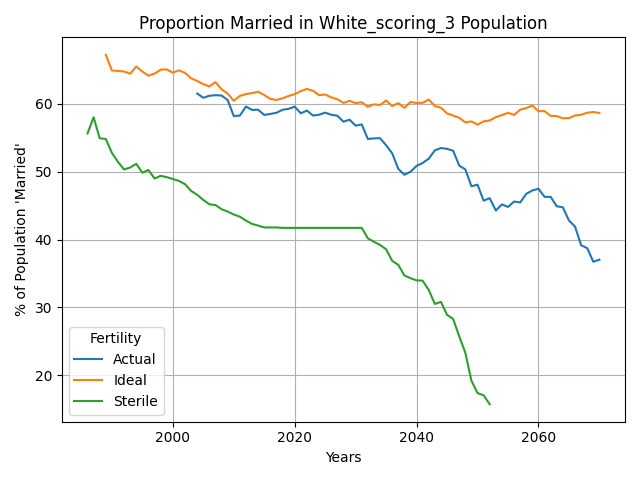 Proportion Married in White_scoring_3 Population
% of Population 'Married'
60
50
40
30
20
Fertility
Actual
Ideal
Sterile
2000 2020 2040 2060
Years